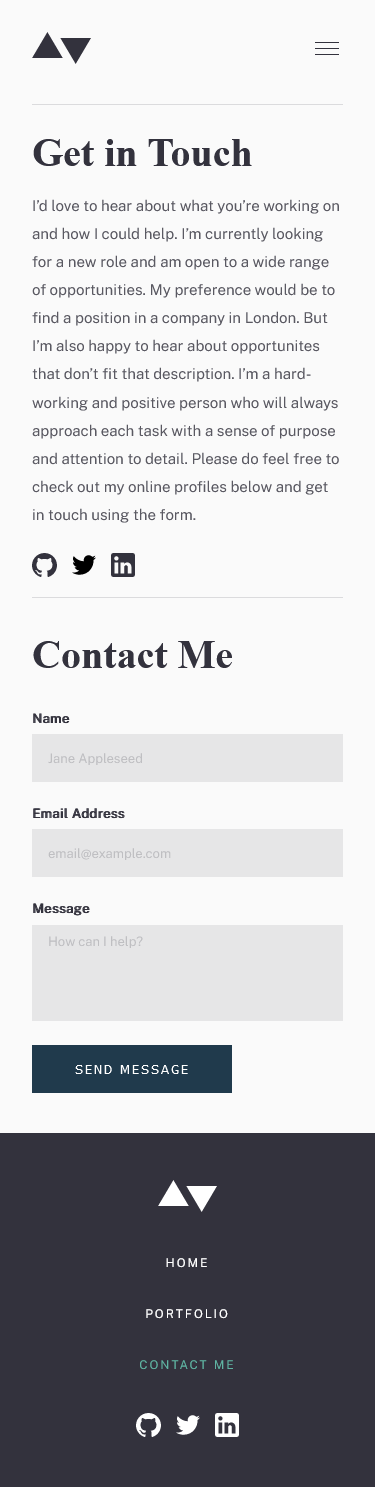 Get in Touch
I’d love to hear about what you’re working on
and how I could help. I’m currently looking
for a new role and am open to a wide range
of opportunities. My preference would be to
find a position in a company in London. But
I’m also happy to hear about opportunites
that don’t fit that description. I’m a hard-
working and positive person who will always
approach each task with a sense of purpose
and attention to detail. Please do feel free to
check out my online profiles below and get
in touch using the form.
Contact Me
Name
Jane Appleseed
Email Address
email@example.com
Message
How can I help?
SEND MESSAGE
HOME
PORTFOLIO
CONTACT ME